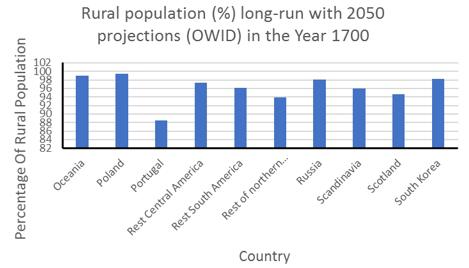 Rural population (%) long-run with 2050
projections (OWID) in the Year 1700
Percentage Of Rural Population
102
100
98
96
94
92
90
88
86
84
82
Oceania
Poland
Portugal
Rest Central America
Rest South America
Rest of northern...
Russia
Scandinavia
Scotland
South Korea
Country